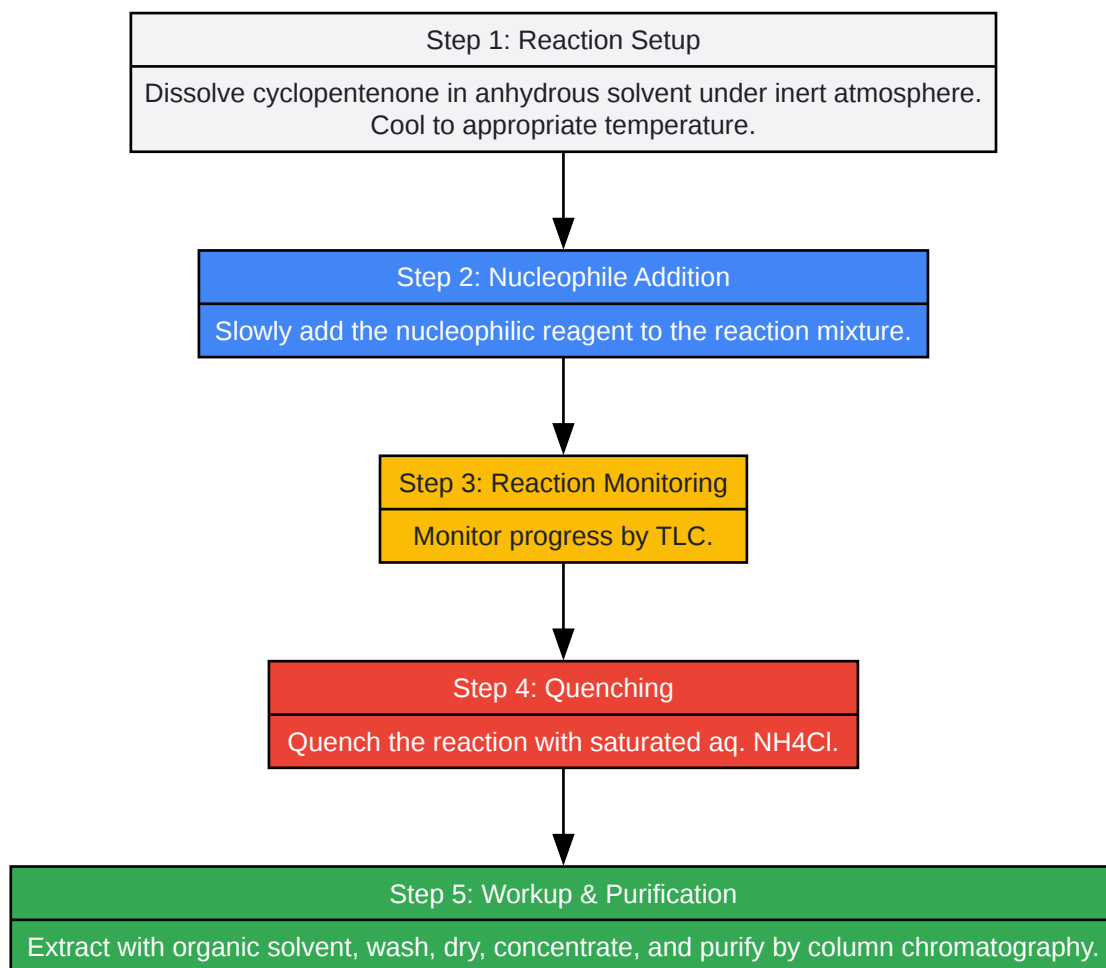 Step 1: Reaction Setup
Dissolve cyclopentenone in anhydrous solvent under inert atmosphere.
Cool to appropriate temperature.
Step 2: Nucleophile Addition
Slowly add the nucleophilic reagent to the reaction mixture.
Step 3: Reaction Monitoring
Monitor progress by TLC.
Step 4: Quenching
Quench the reaction with saturated aq. NH4Cl.
Step 5: Workup & Purification
Extract with organic solvent, wash, dry, concentrate, and purify by column chromatography.